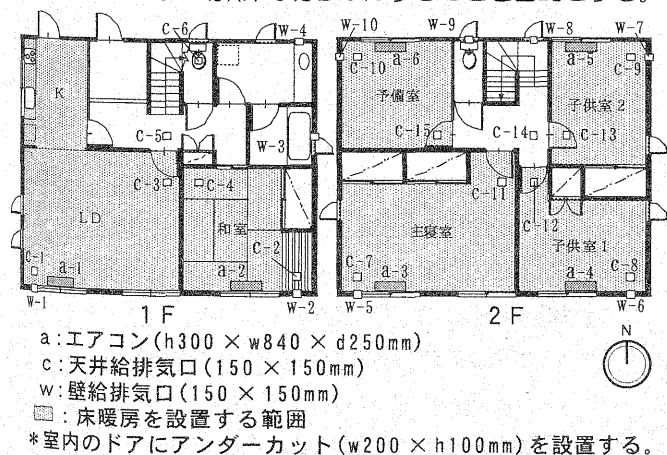 C-6
W-4
W-10
W-9
W-8
W-7
C-10
a-6
a-5
C-9
K
予備室
子供室2
C-5
W-3
C-15
C-14
C-13
C-3
C-4
C-11
C-12
LD
和室
主寝室
子供室1
C-1
a-1
C-2
a-2
C-7
a-3
a-4
C-8
W-1
W-2
W-5
W-6
1F
2F
N
a:エアコン(h300×w840×d250mm)
c:天井給排気口(150×150mm)
w:壁給排気口(150×150mm)
:床暖房を設置する範囲
*室内のドアにアンダーカット(w200×h100mm)を設置する。